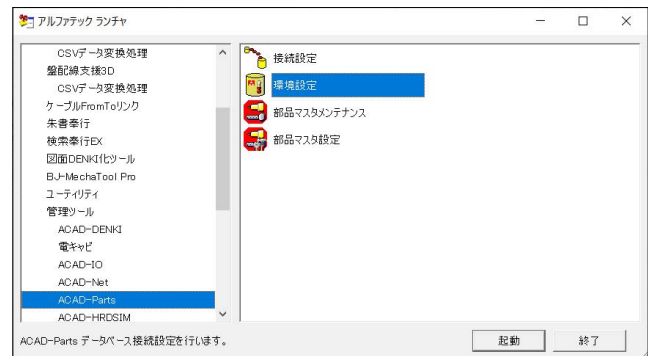 アルファテック ランチャ
CSVデータ変換処理
盤配線支援3D
CSVデータ変換処理
ケーブルFromToリンク
朱書奉行
検索奉行EX
図面DENKI化ツール
BJ-MechaTool Pro
ユーティリティ
管理ツール
ACAD-DENKI
電キャビ
ACAD-IO
ACAD-Net
ACAD-Parts
ACAD-HRDSIM
接続設定
環境設定
部品マスタメンテナンス
部品マスタ設定
ACAD-Parts データベース接続設定を行います。
起動
終了